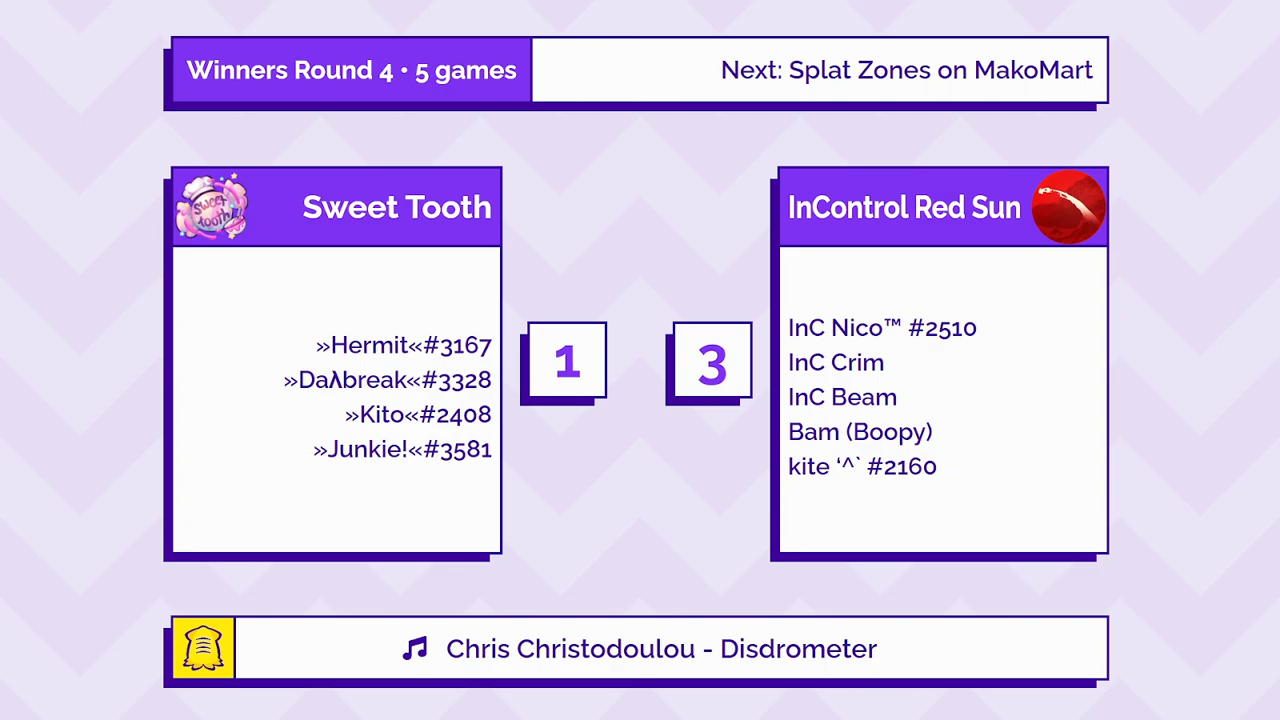 Winners Round 4 • 5 games
Next: Splat Zones on MakoMart
Sweet Tooth
Sweet Tooth
»Hermit«#3167
»Daλbreak«#3328
»Kito«#2408
»Junkie!«#3581
1
3
InControl Red Sun
InC Nico™ #2510
InC Crim
InC Beam
Bam (Boopy)
kite ‘^` #2160
Chris Christodoulou - Disdrometer